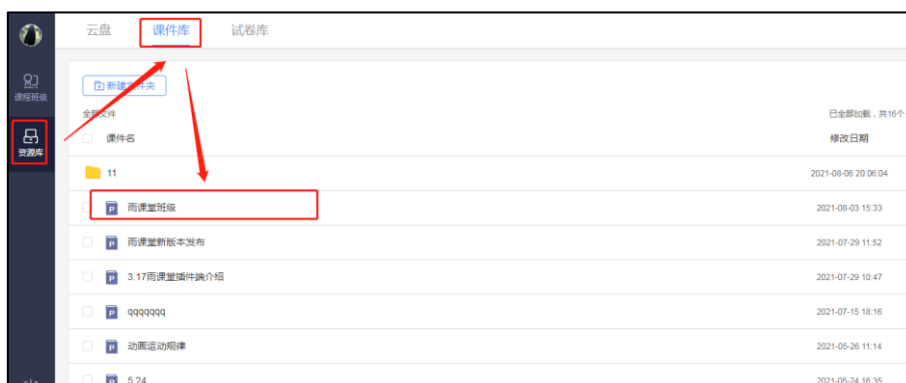 云盘 课件库 试卷库
课程班级
新建文件夹
全部文件 已全部加载，共16个
资源库
课件名 修改日期
11 2021-08-06 20:06:04
雨课堂班级 2021-08-03 15:33
雨课堂新版本发布 2021-07-29 11:52
3.17雨课堂插件端介绍 2021-07-29 10:47
qqqqqqq 2021-07-15 18:16
动画运动规律 2021-05-26 11:14
5.24 2021-05-24 16:35